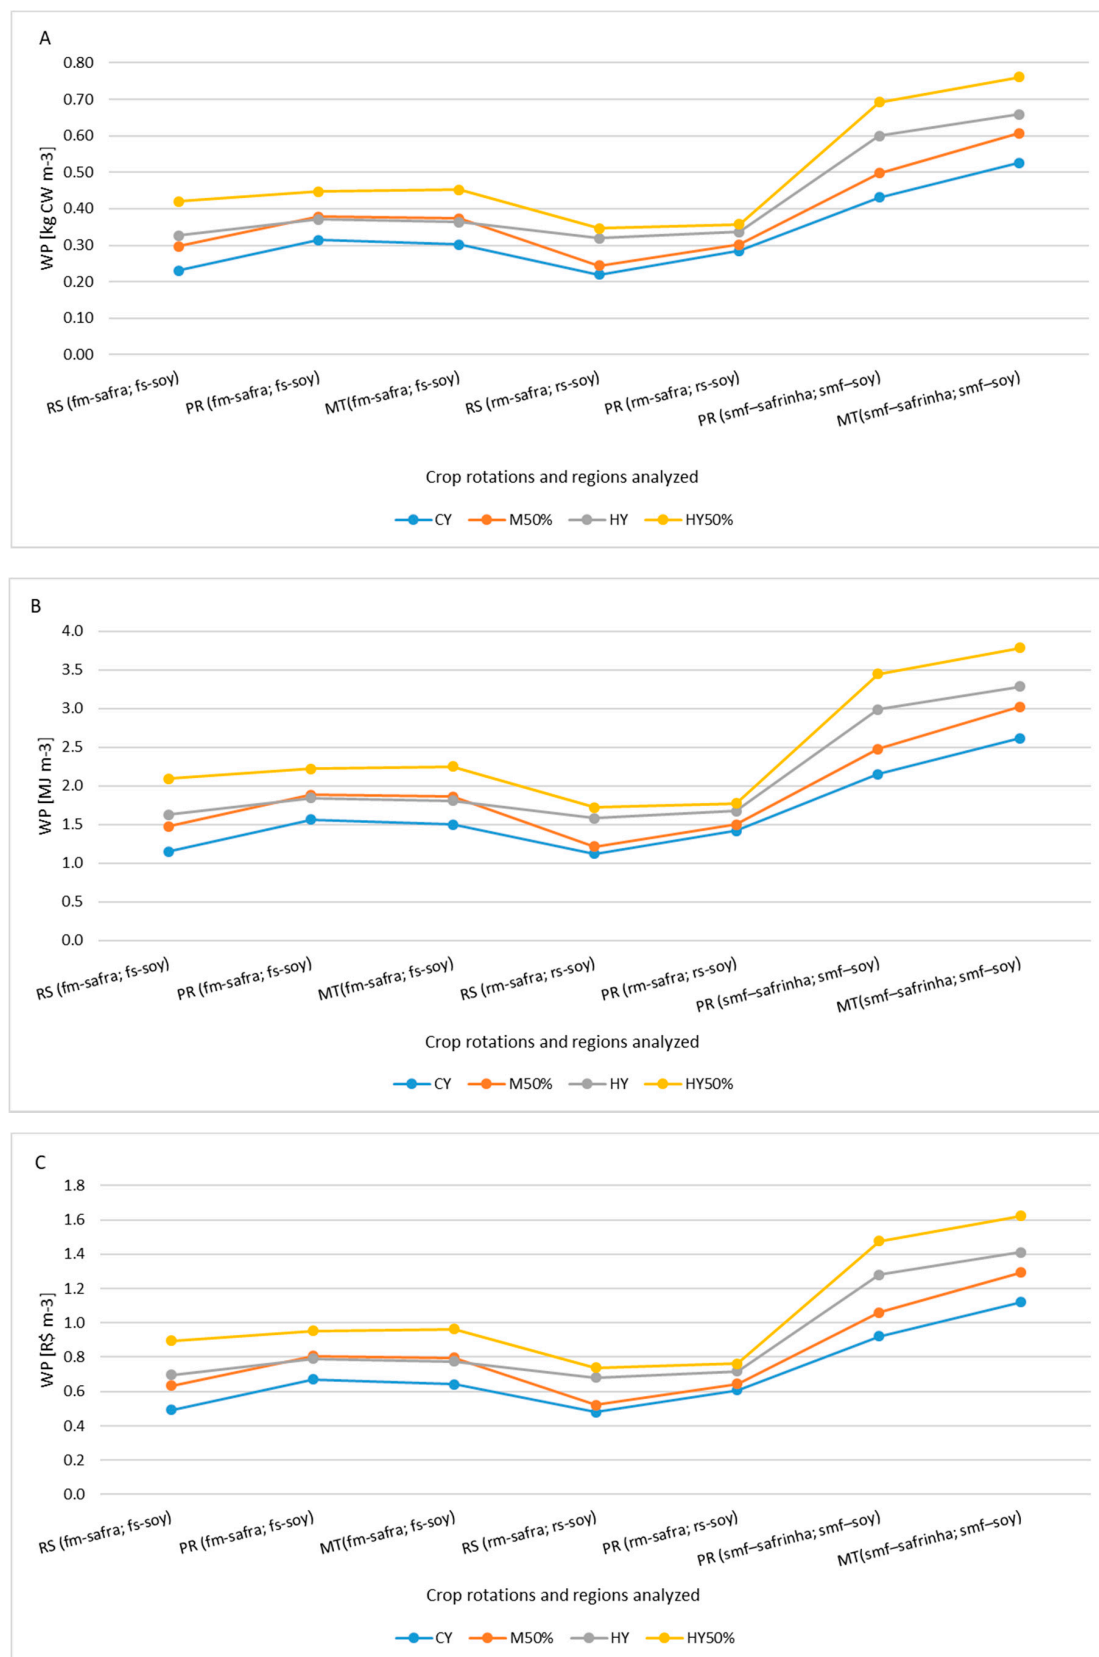 A
WP [kg CW m-3]
0.80
0.70
0.60
0.50
0.40
0.30
0.20
0.10
0.00
RS (fm-safra; fs-soy)
PR (fm-safra; fs-soy)
MT(fm-safra; fs-soy)
RS (rm-safra; rs-soy)
PR (rm-safra; rs-soy)
PR (smf–safrinha; smf–soy)
MT(smf–safrinha; smf–soy)
Crop rotations and regions analyzed
CY M50% HY HY50%
B
WP [MJ m-3]
4.0
3.5
3.0
2.5
2.0
1.5
1.0
0.5
0.0
RS (fm-safra; fs-soy)
PR (fm-safra; fs-soy)
MT(fm-safra; fs-soy)
RS (rm-safra; rs-soy)
PR (rm-safra; rs-soy)
PR (smf–safrinha; smf–soy)
MT(smf–safrinha; smf–soy)
Crop rotations and regions analyzed
CY M50% HY HY50%
C
WP [R$ m-3]
1.8
1.6
1.4
1.2
1.0
0.8
0.6
0.4
0.2
0.0
RS (fm-safra; fs-soy)
PR (fm-safra; fs-soy)
MT(fm-safra; fs-soy)
RS (rm-safra; rs-soy)
PR (rm-safra; rs-soy)
PR (smf–safrinha; smf–soy)
MT(smf–safrinha; smf–soy)
Crop rotations and regions analyzed
CY M50% HY HY50%